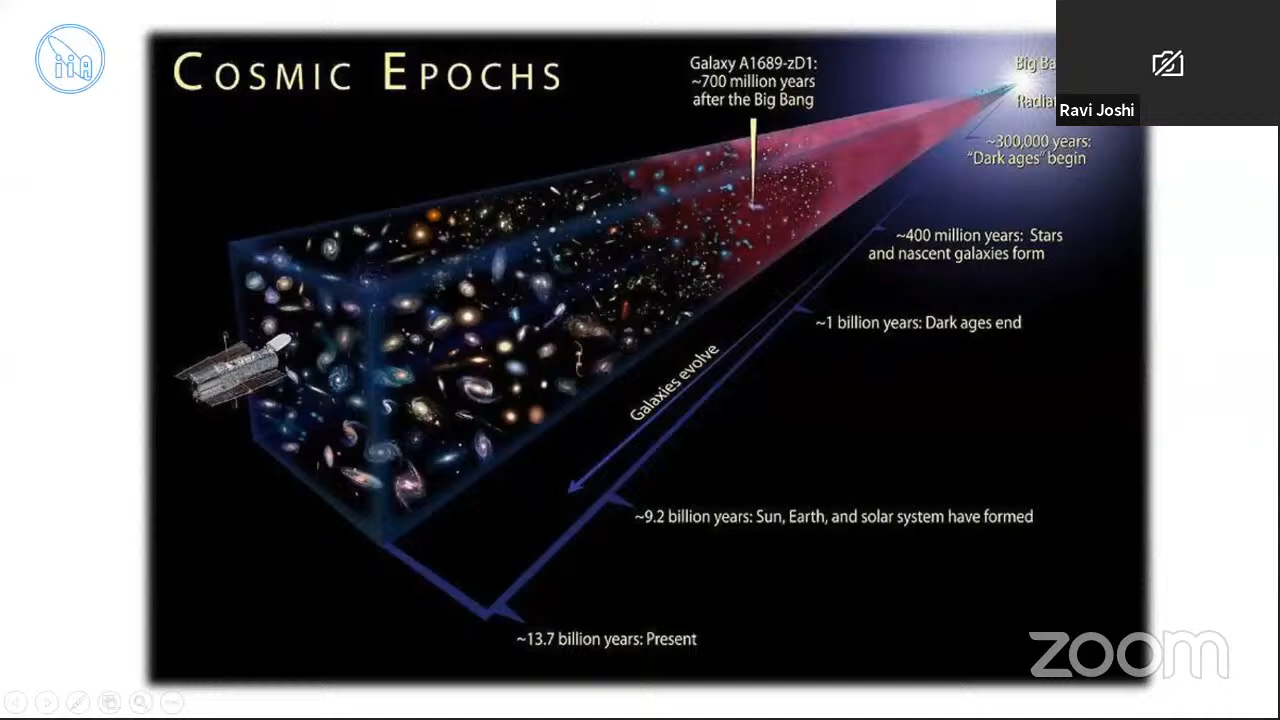 iiA
COSMIC EPOCHS
Galaxy A1689-zD1:
~700 million years
after the Big Bang
Big
Ravi Joshi
~300,000 years:
"Dark ages" begin
~400 million years: Stars
and nascent galaxies form
~1 billion years: Dark ages end
Galaxies evolve
~9.2 billion years: Sun, Earth, and solar system have formed
~13.7 billion years: Present
zoom